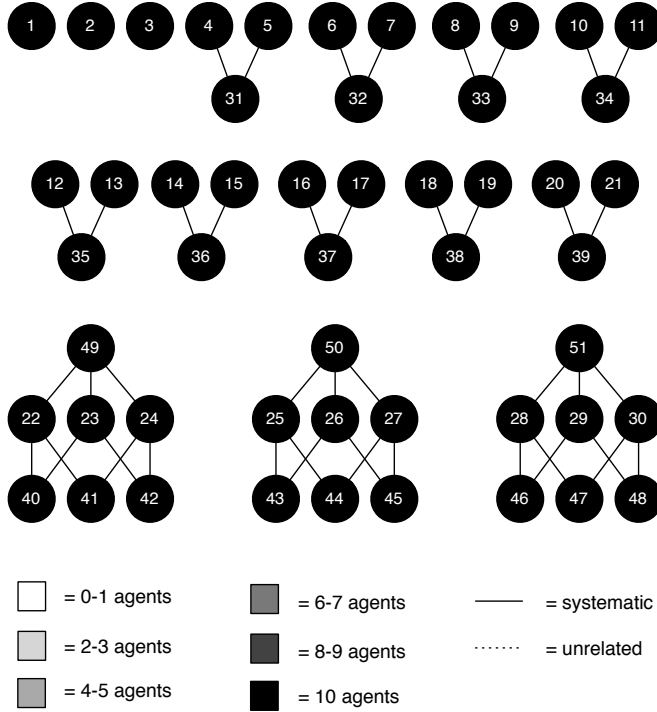 1 2 3 4 5 6 7 8 9 10 11
31 32 33 34
12 13 14 15 16 17 18 19 20 21
35 36 37 38 39
49 50 51
22 23 24 25 26 27 28 29 30
40 41 42 43 44 45 46 47 48
= 0-1 agents = 6-7 agents = systematic
= 2-3 agents = 8-9 agents = unrelated
= 4-5 agents = 10 agents